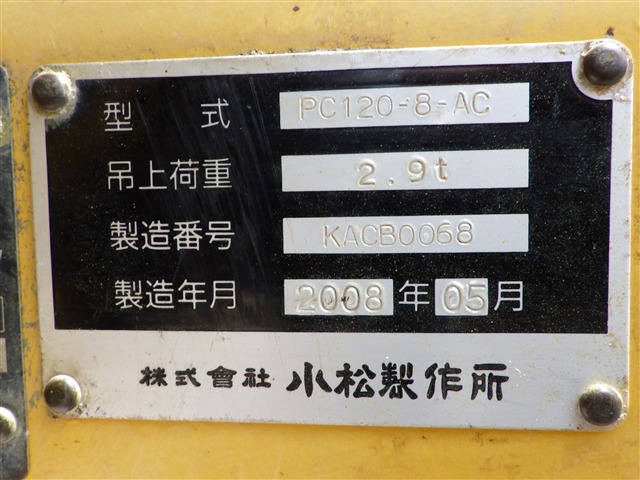 型 式 PC120-8-AC
吊上荷重 2.9t
製造番号 KACB0068
製造年月 2008年05月
株式會社 小松製作所